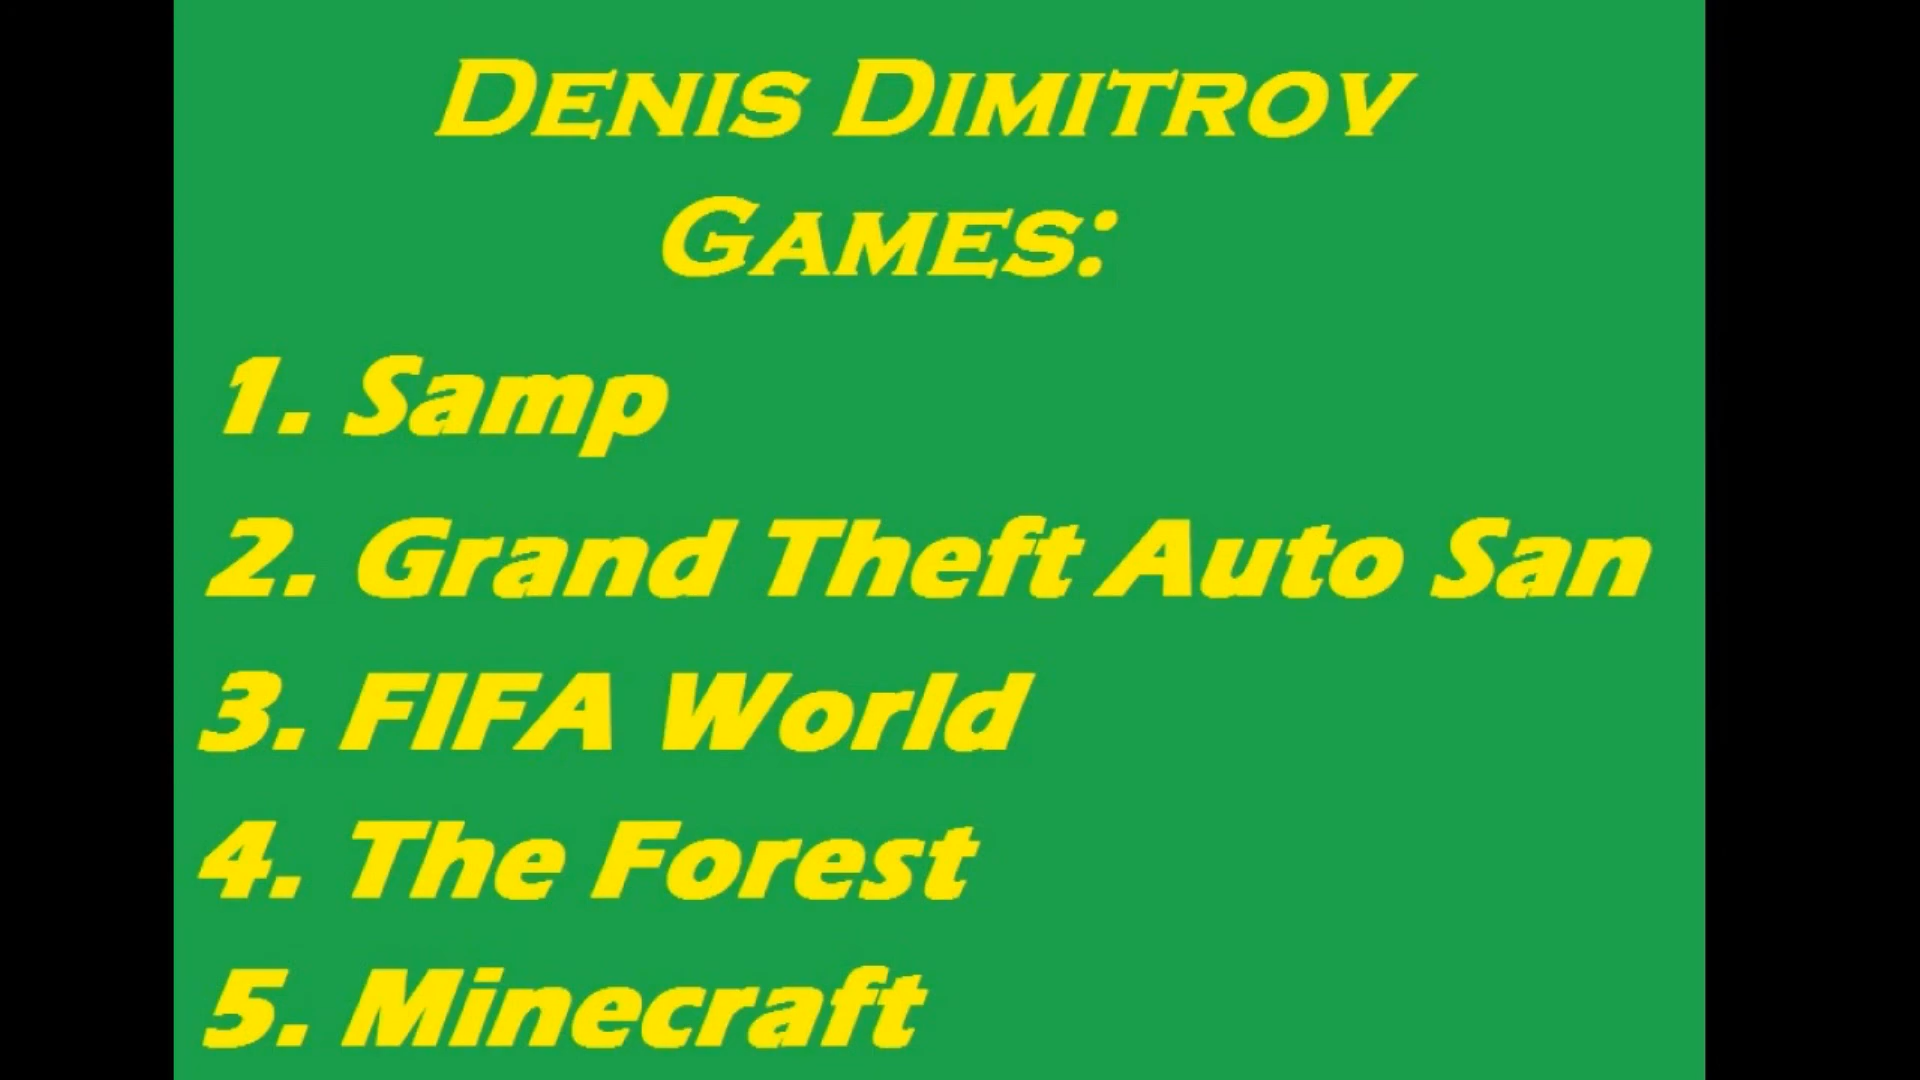 Denis Dimitrov
Games:
1. Samp
2. Grand Theft Auto San
3. FIFA World
4. The Forest
5. Minecraft